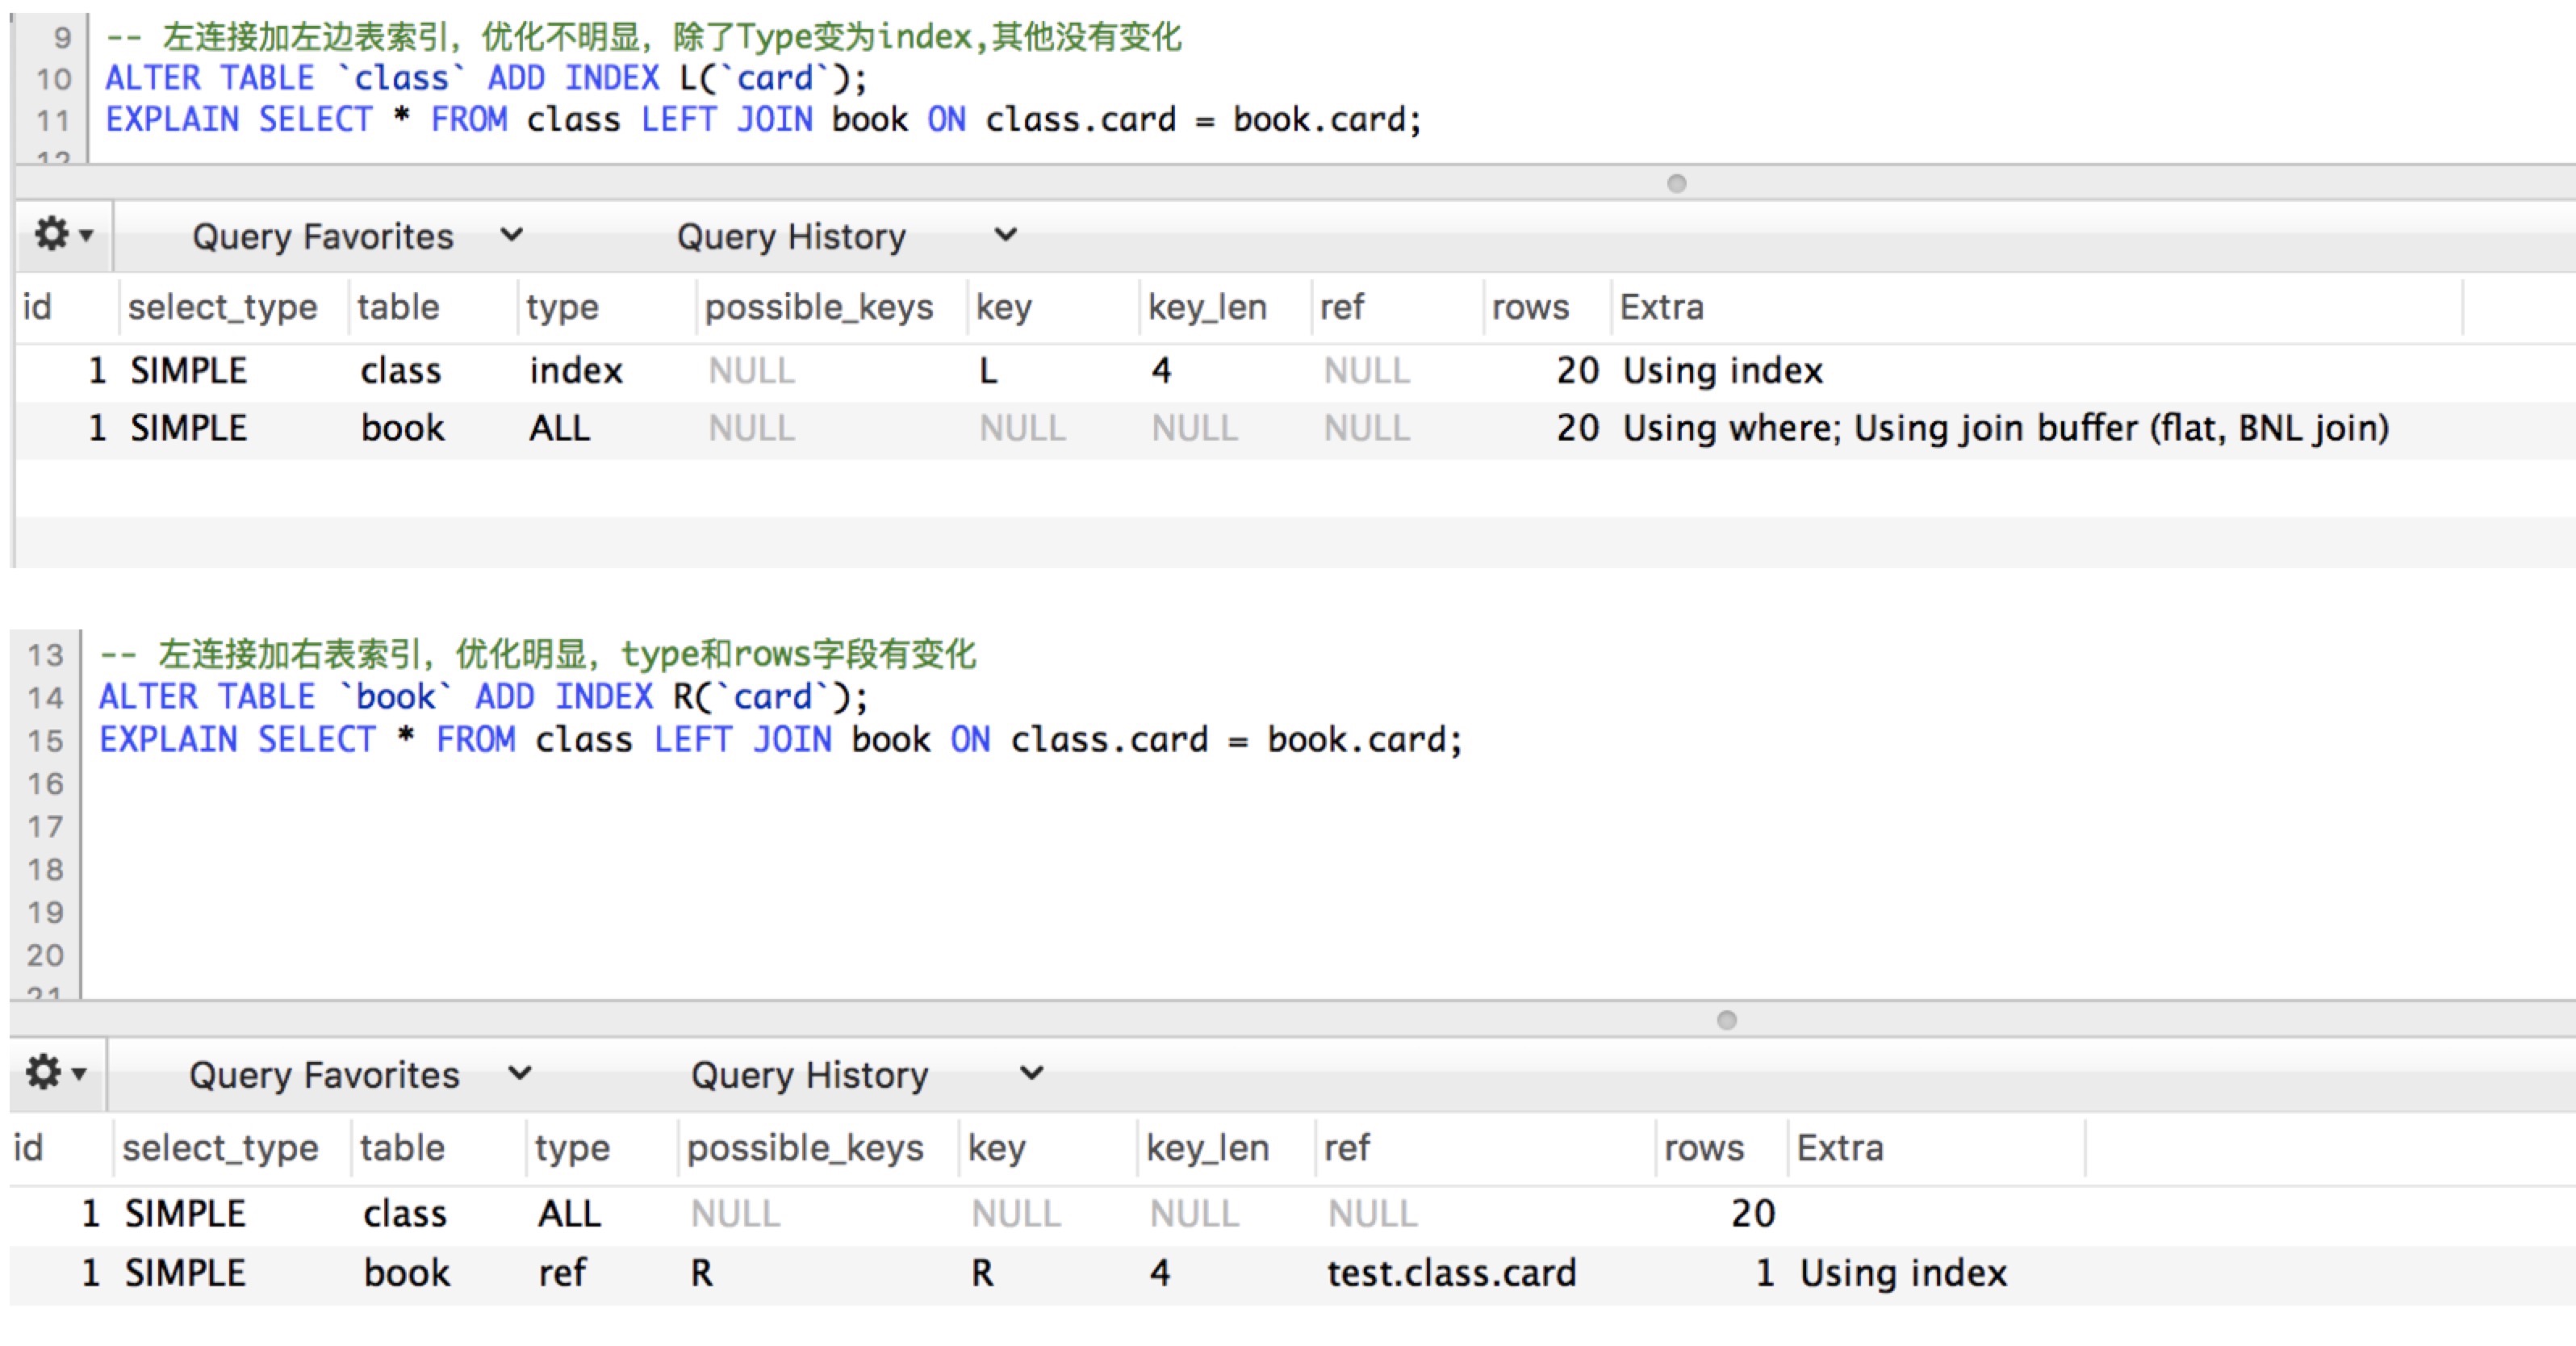 9 -- 左连接加左边表索引，优化不明显，除了Type变为index,其他没有变化
10 ALTER TABLE `class` ADD INDEX L(`card`);
11 EXPLAIN SELECT * FROM class LEFT JOIN book ON class.card = book.card;
12
Query Favorites Query History
id select_type table type possible_keys key key_len ref rows Extra
1 SIMPLE class index NULL L 4 NULL 20 Using index
1 SIMPLE book ALL NULL NULL NULL NULL 20 Using where; Using join buffer (flat, BNL join)
13 -- 左连接加右表索引，优化明显，type和rows字段有变化
14 ALTER TABLE `book` ADD INDEX R(`card`);
15 EXPLAIN SELECT * FROM class LEFT JOIN book ON class.card = book.card;
16
17
18
19
20
21
Query Favorites Query History
id select_type table type possible_keys key key_len ref rows Extra
1 SIMPLE class ALL NULL NULL NULL NULL 20
1 SIMPLE book ref R R 4 test.class.card 1 Using index